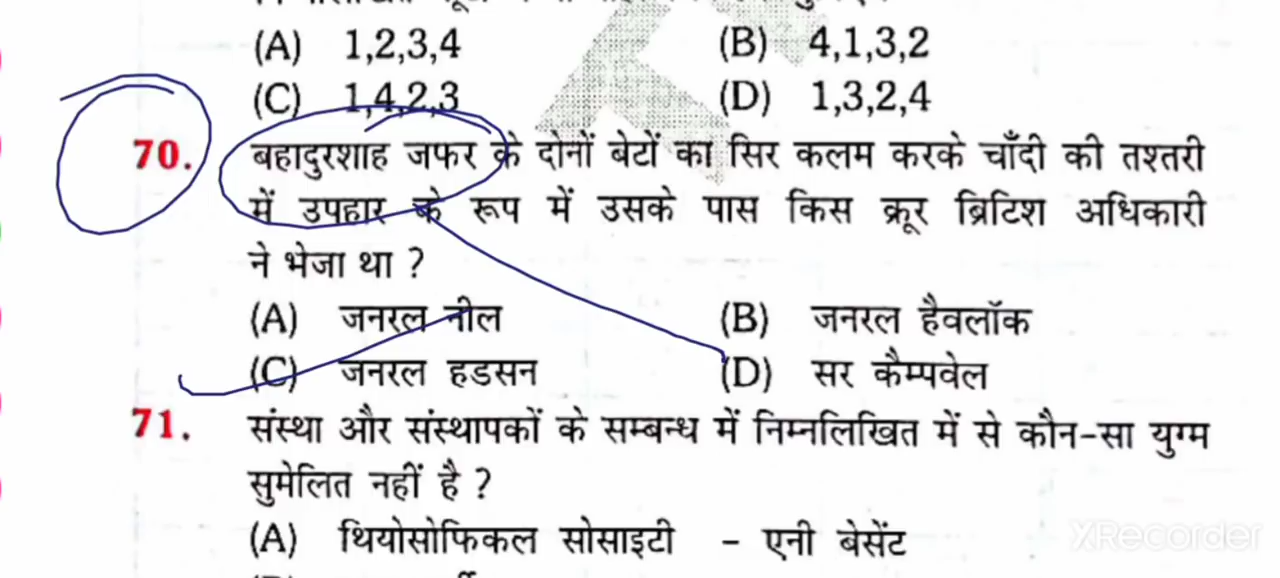 (A) 1,2,3,4 (B) 4,1,3,2
(C) 1,4,2,3 (D) 1,3,2,4
70. बहादुरशाह जफर के दोनों बेटों का सिर कलम करके चाँदी की तश्तरी
में उपहार के रूप में उसके पास किस क्रूर ब्रिटिश अधिकारी
ने भेजा था ?
(A) जनरल नील (B) जनरल हैवलॉक
(C) जनरल हडसन (D) सर कैम्पवेल
71. संस्था और संस्थापकों के सम्बन्ध में निम्नलिखित में से कौन-सा युग्म
सुमेलित नहीं है ?
(A) थियोसोफिकल सोसाइटी - एनी बेसेंट
XRecorder